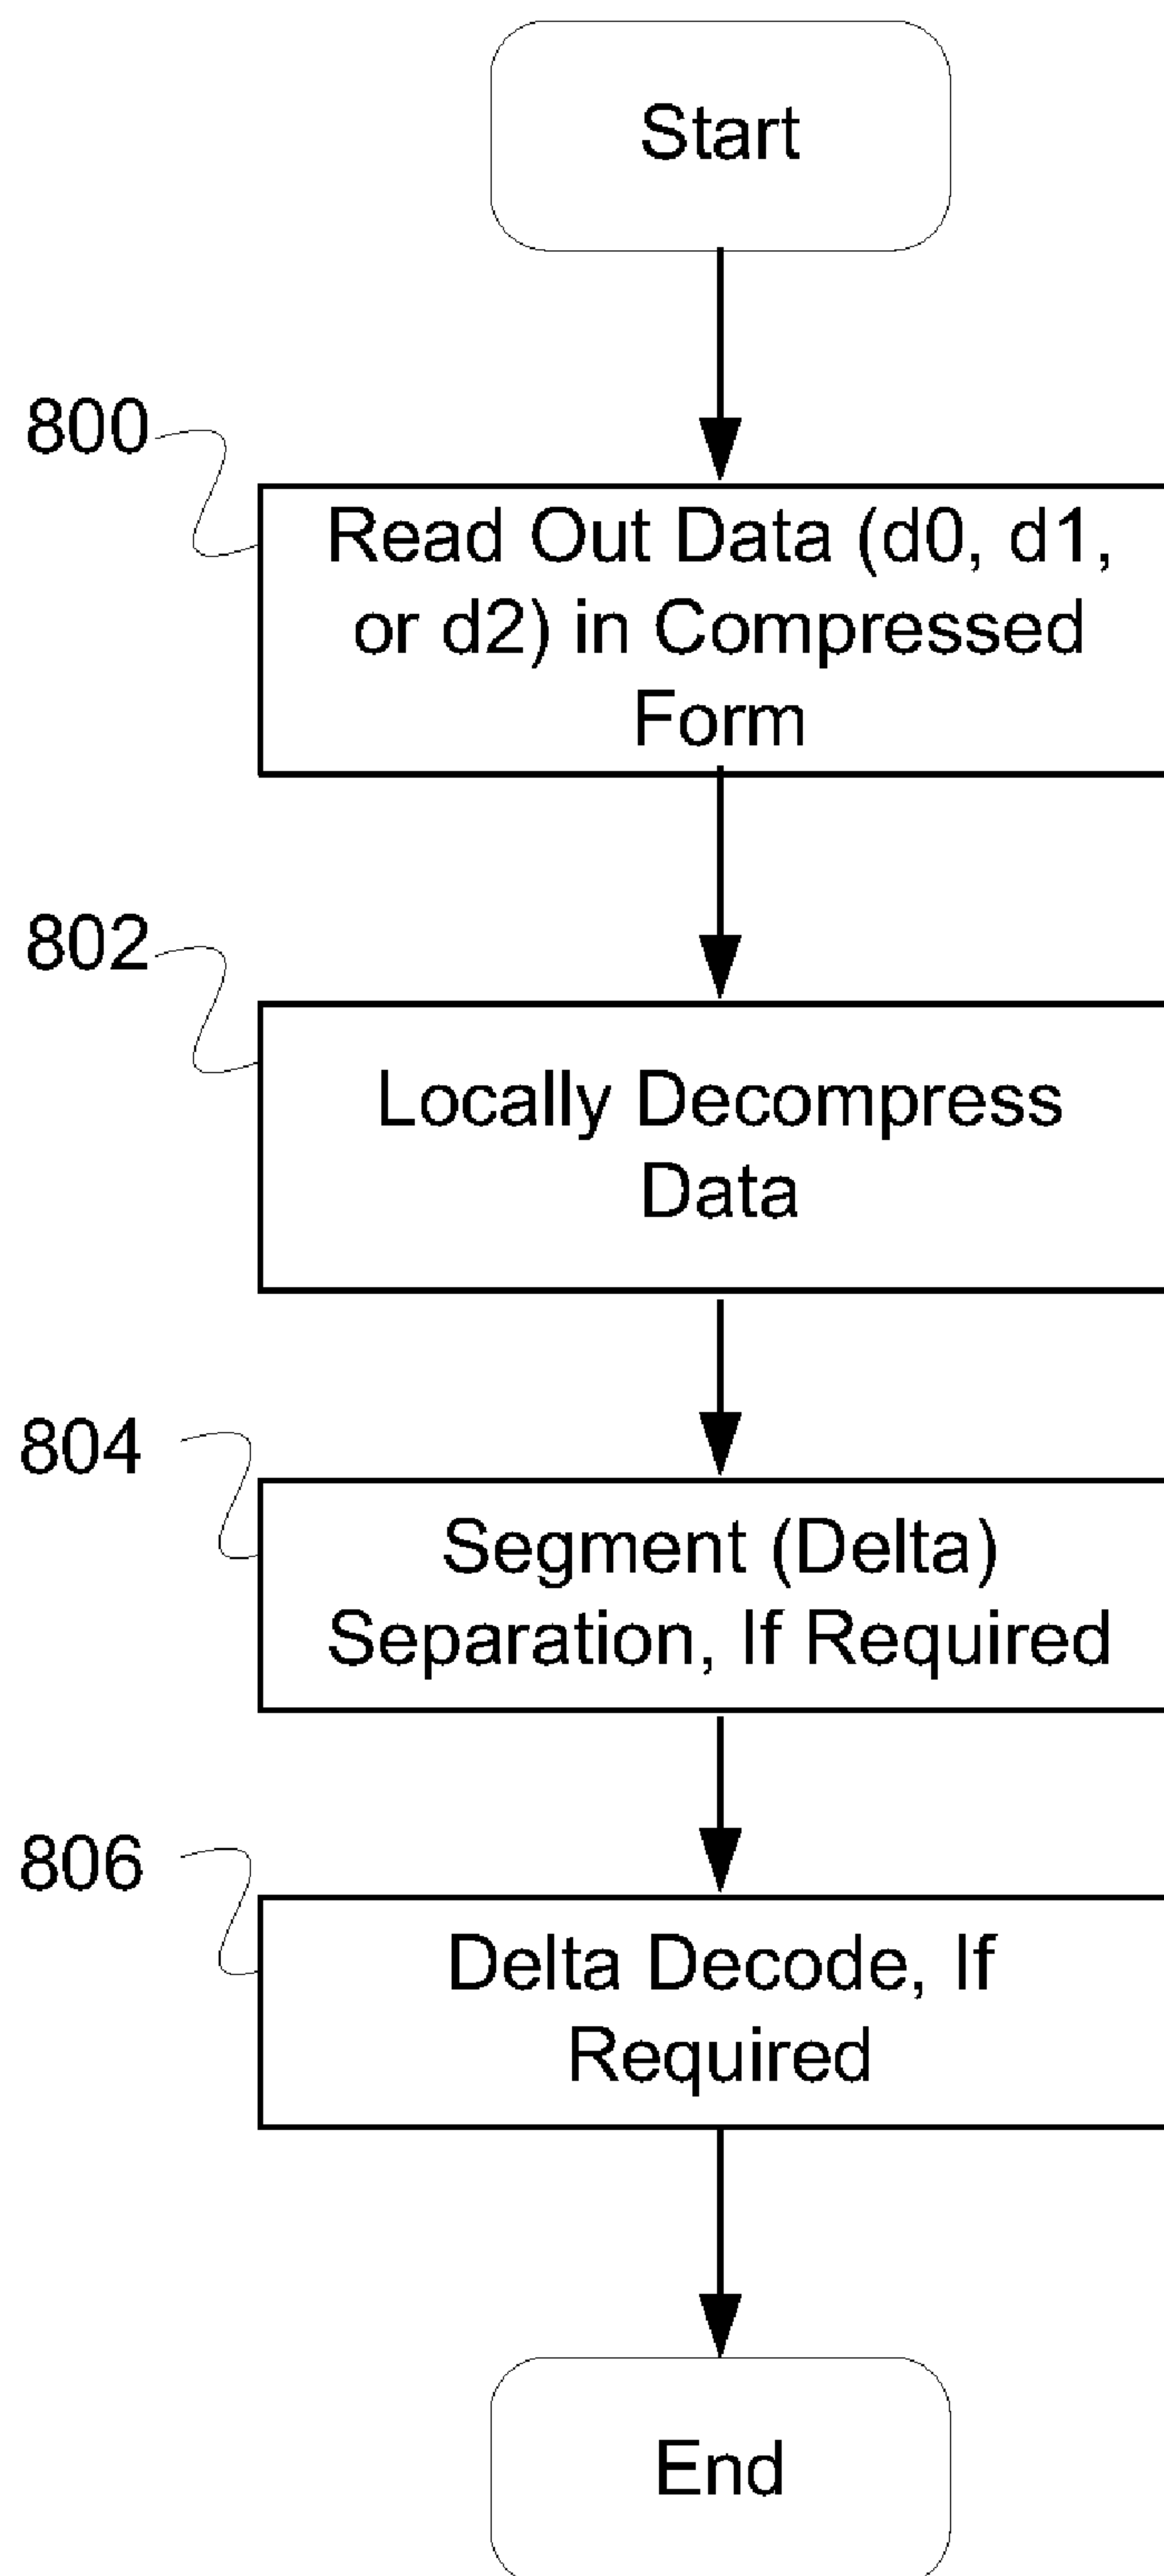 Start
800
Read Out Data (d0, d1,
or d2) in Compressed
Form
802
Locally Decompress
Data
804
Segment (Delta)
Separation, If Required
806
Delta Decode, If
Required
End